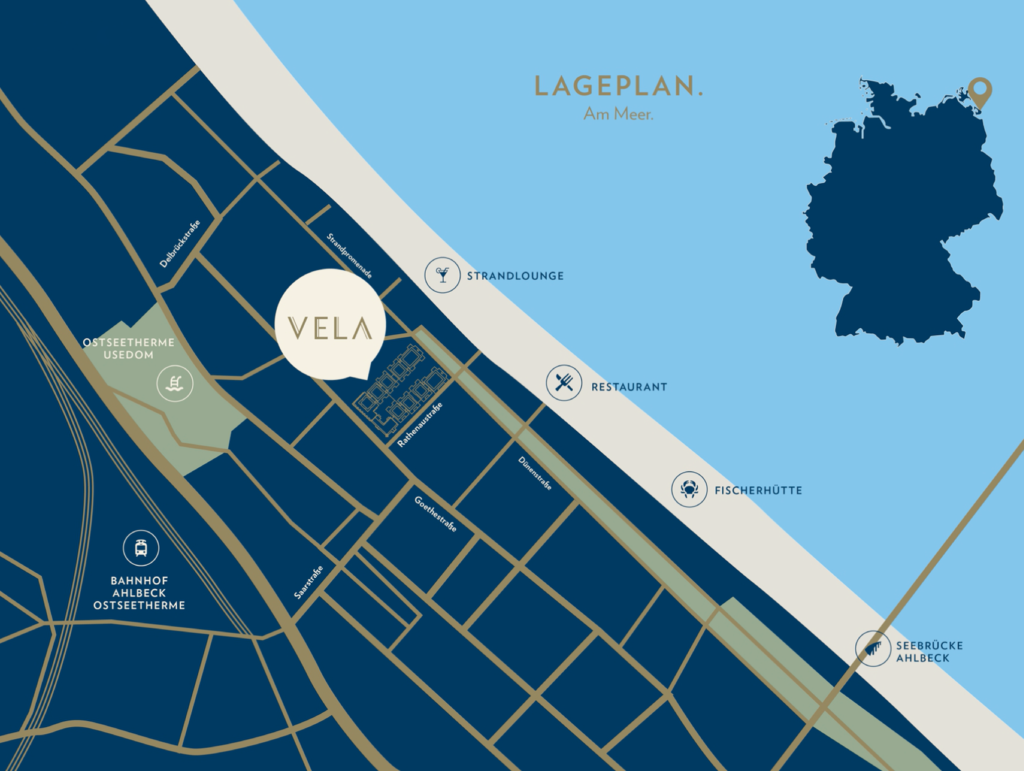 LAGEPLAN.
Am Meer.
Delbrückstraße
Strandpromenade
STRANDLOUNGE
VELA
OSTSEETHERME
USEDOM
RESTAURANT
Rathenaustraße
Dünenstraße
FISCHERHÜTTE
Goethestraße
BAHNHOF
AHLBECK
OSTSEETHERME
Saarstraße
SEEBRÜCKE
AHLBECK